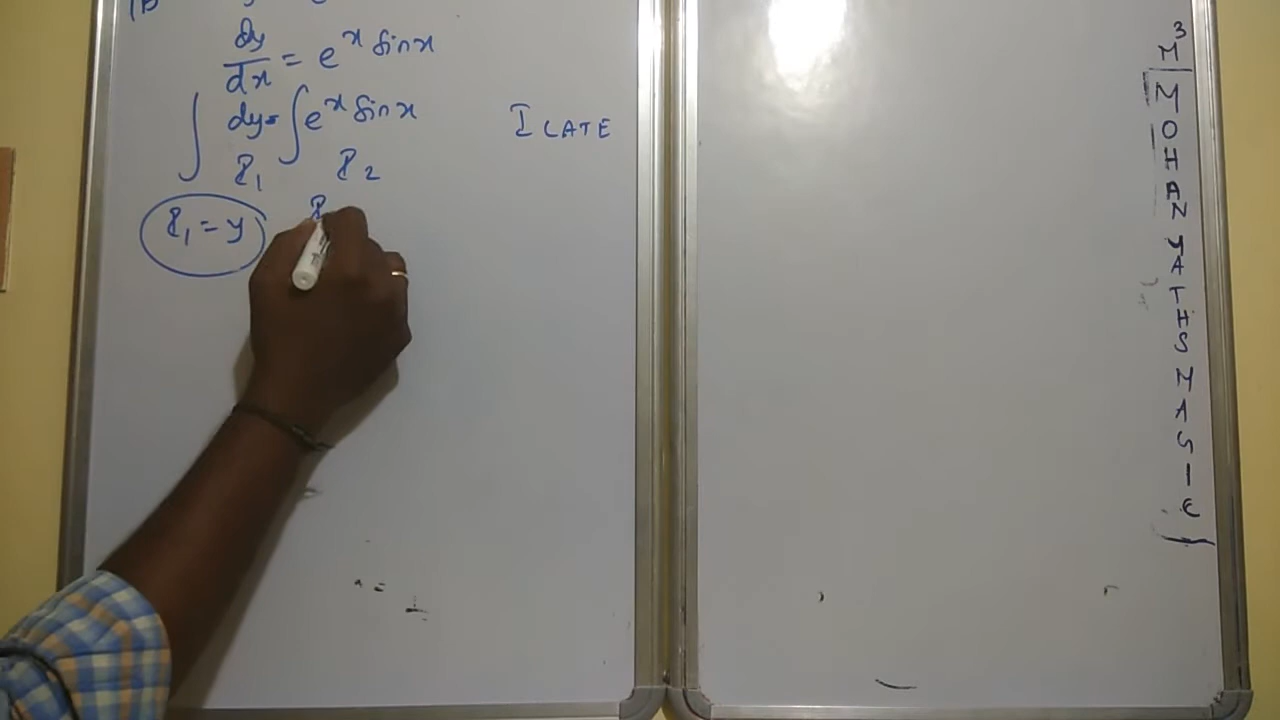 dy/dx = e^x sin x
∫ dy = ∫ e^x sin x
I LATE
I₁ I₂
I₁ = y
M³
MOHAN MATHS MAGIC